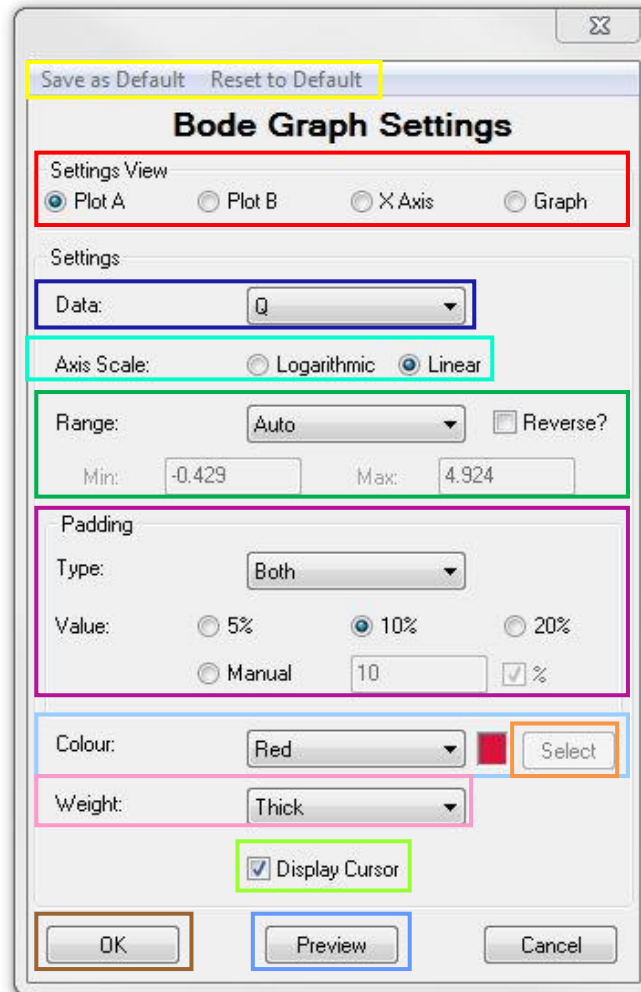 Save as Default Reset to Default
Bode Graph Settings
Settings View
Plot A Plot B X Axis Graph
Settings
Data: Q
Axis Scale: Logarithmic Linear
Range: Auto Reverse?
Min: -0.429 Max: 4.924
Padding
Type: Both
Value: 5% 10% 20%
Manual 10 %
Colour: Red Select
Weight: Thick
Display Cursor
OK Preview Cancel